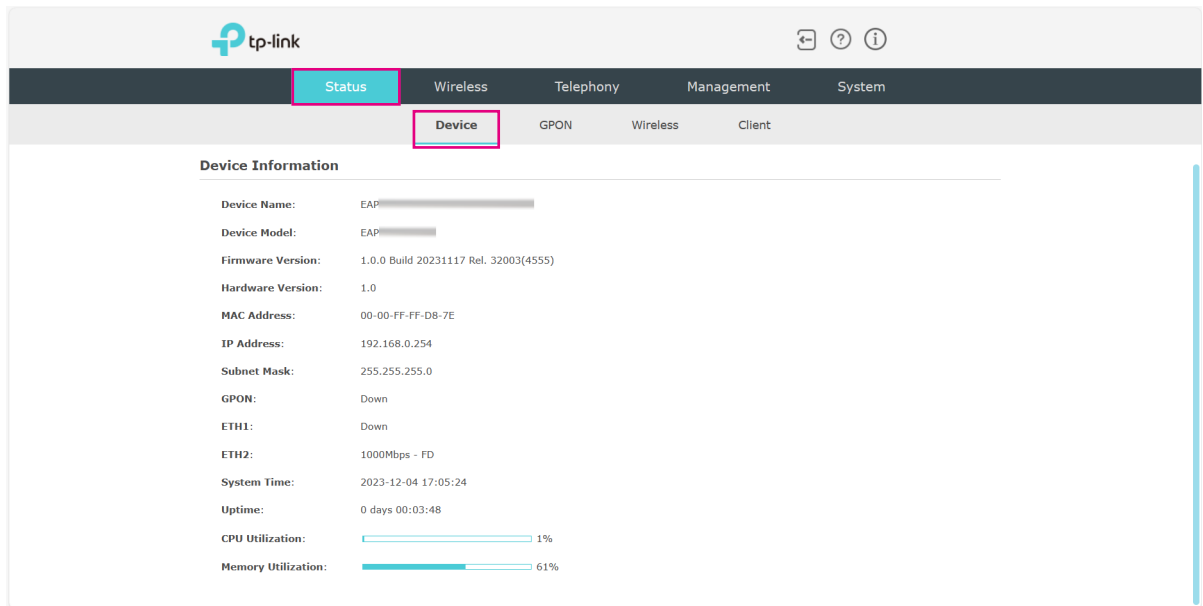 tp-link
Status Wireless Telephony Management System
Device GPON Wireless Client
Device Information
Device Name: EAP
Device Model: EAP
Firmware Version: 1.0.0 Build 20231117 Rel. 32003(4555)
Hardware Version: 1.0
MAC Address: 00-00-FF-FF-D8-7E
IP Address: 192.168.0.254
Subnet Mask: 255.255.255.0
GPON: Down
ETH1: Down
ETH2: 1000Mbps - FD
System Time: 2023-12-04 17:05:24
Uptime: 0 days 00:03:48
CPU Utilization: 1%
Memory Utilization: 61%